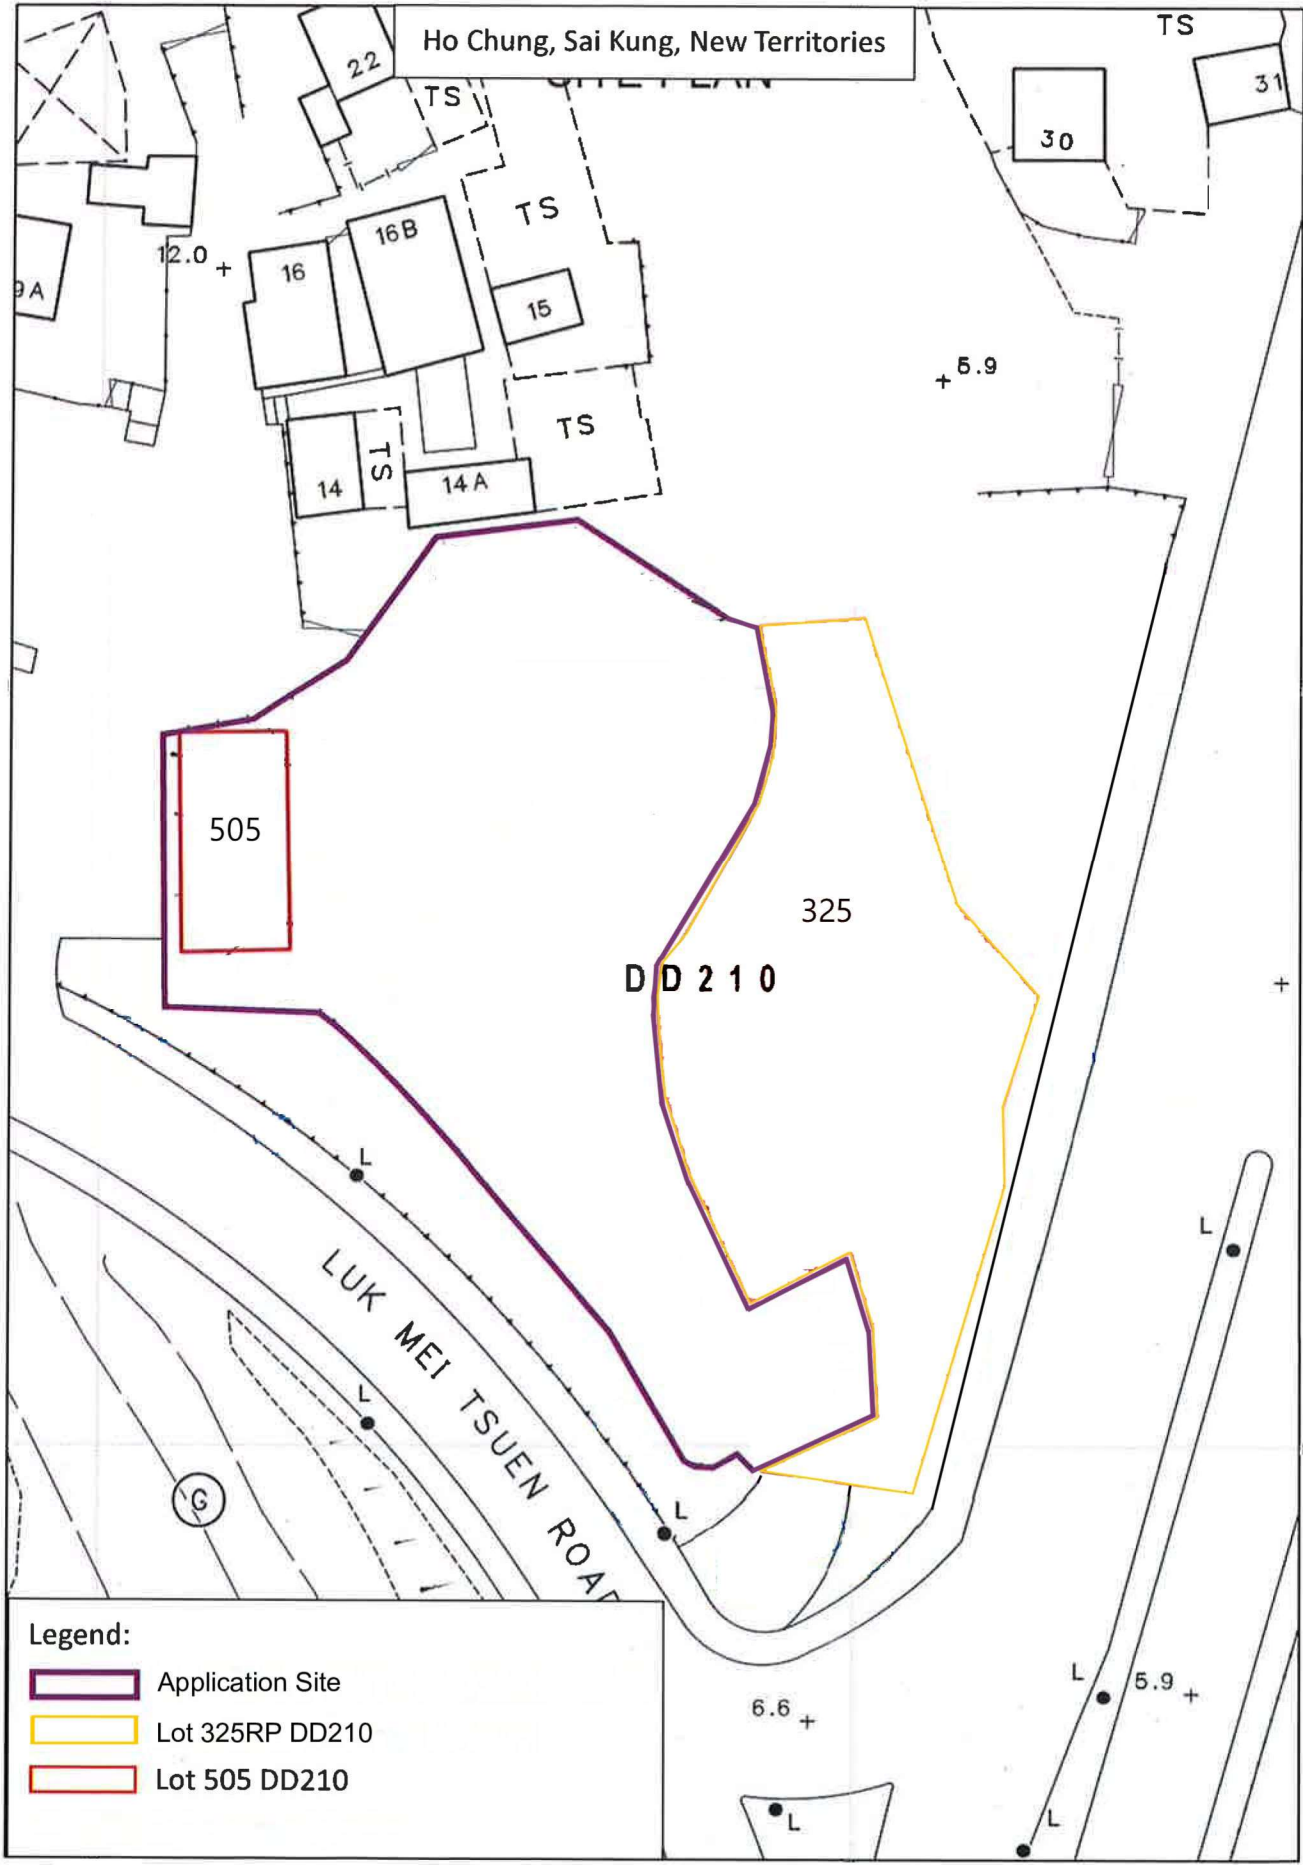 Ho Chung, Sai Kung, New Territories
TS
22
TS
31
30
TS
16B
12.0
16
9A
15
5.9
TS
TS
14
14A
505
325
DD210
L
L
LUK MEI TSUEN ROAD
L
G
L
Legend:
Application Site
Lot 325RP DD210
Lot 505 DD210
L
5.9
6.6
L
L